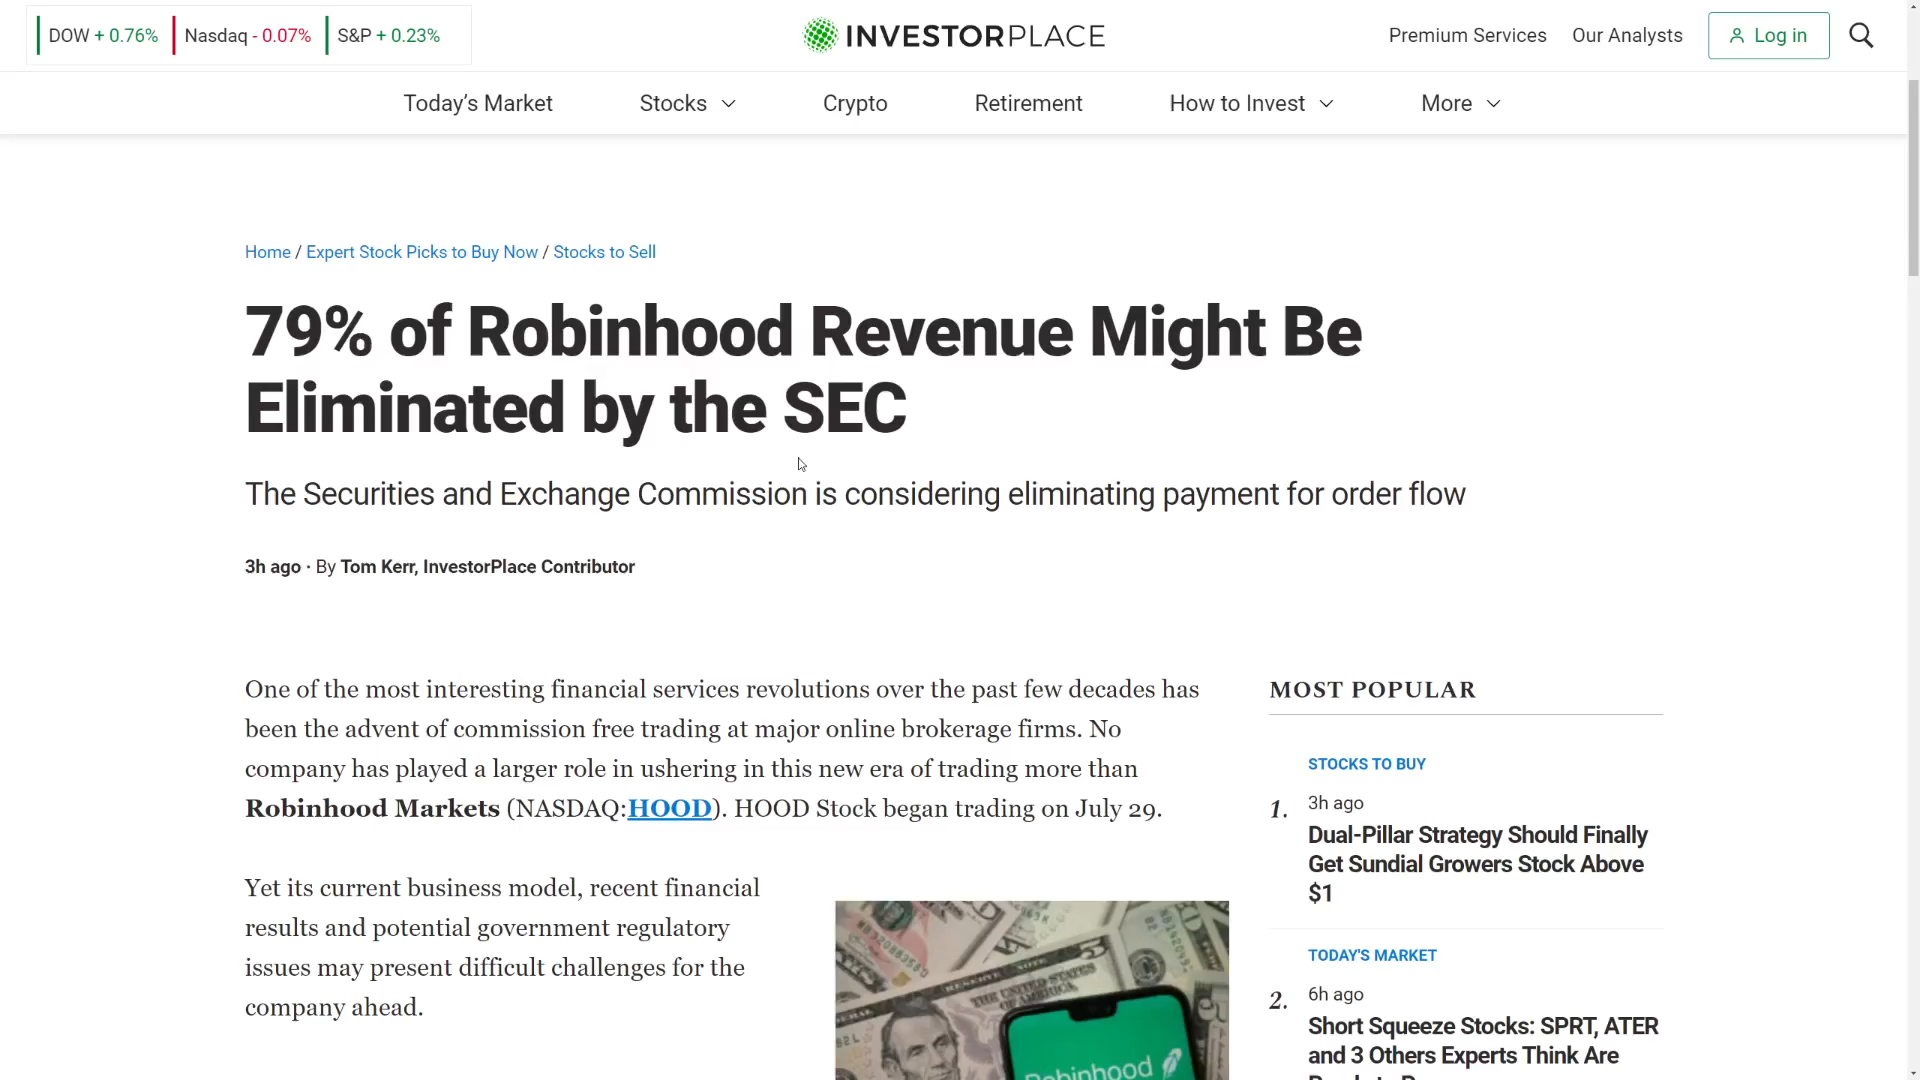 DOW + 0.76%
Nasdaq - 0.07%
S&P + 0.23%
INVESTORPLACE
Premium Services
Our Analysts
Log in
Today’s Market
Stocks
Crypto
Retirement
How to Invest
More
Home / Expert Stock Picks to Buy Now / Stocks to Sell
79% of Robinhood Revenue Might Be
Eliminated by the SEC
The Securities and Exchange Commission is considering eliminating payment for order flow
3h ago · By Tom Kerr, InvestorPlace Contributor
One of the most interesting financial services revolutions over the past few decades has
been the advent of commission free trading at major online brokerage firms. No
company has played a larger role in ushering in this new era of trading more than
Robinhood Markets (NASDAQ:HOOD). HOOD Stock began trading on July 29.
Yet its current business model, recent financial
results and potential government regulatory
issues may present difficult challenges for the
company ahead.
Robinhood
MOST POPULAR
STOCKS TO BUY
1.
3h ago
Dual-Pillar Strategy Should Finally
Get Sundial Growers Stock Above
$1
TODAY'S MARKET
2.
6h ago
Short Squeeze Stocks: SPRT, ATER
and 3 Others Experts Think Are